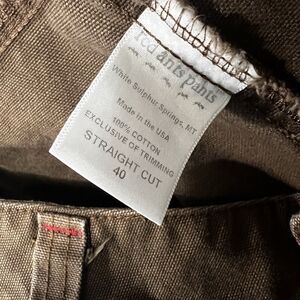 red ants pants
White Sulphur Springs, MT
Made in the USA
100% COTTON
EXCLUSIVE OF TRIMMING
STRAIGHT CUT
40